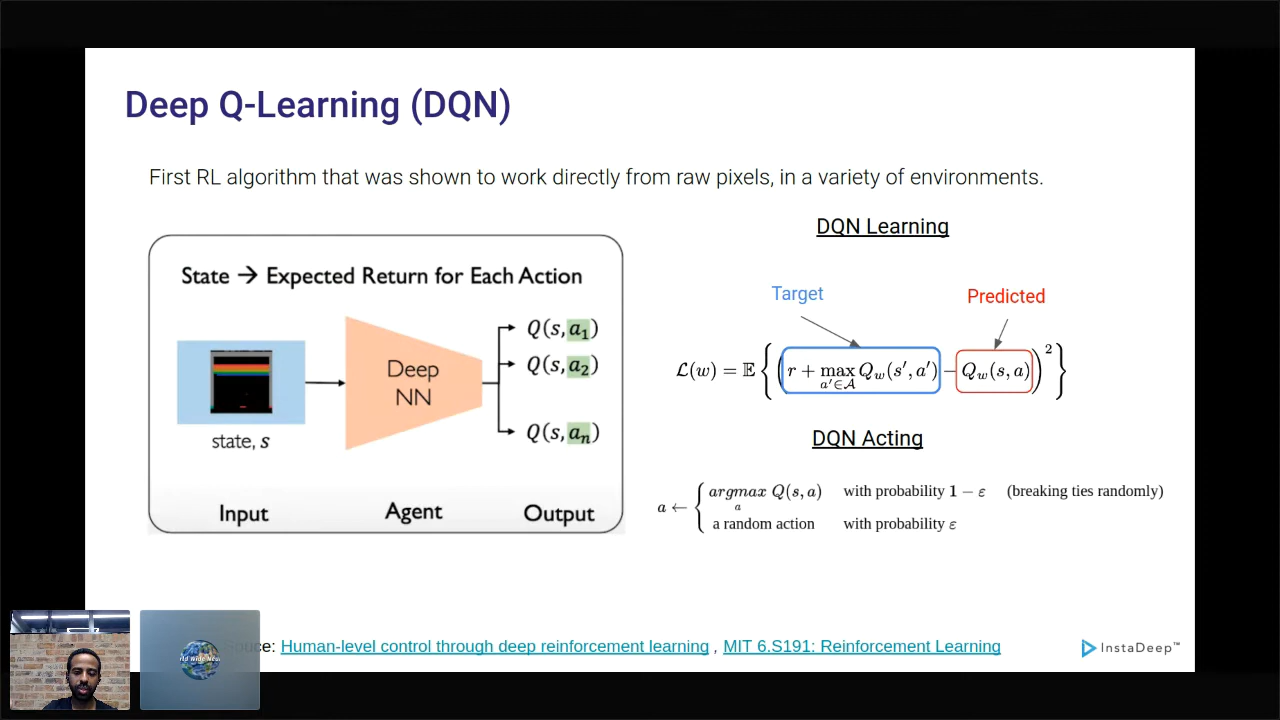 Deep Q-Learning (DQN)
First RL algorithm that was shown to work directly from raw pixels, in a variety of environments.
State → Expected Return for Each Action
state, s
Deep
NN
Q(s,a₁)
Q(s,a₂)
Q(s,aₙ)
Input
Agent
Output
DQN Learning
Target
Predicted
ℒ(w) = 𝔼{(r + max_{a'∈𝒜} Q_w(s', a') − Q_w(s, a))²}
DQN Acting
a ← { argmax_a Q(s, a) with probability 1 − ε (breaking ties randomly)
a random action with probability ε
Human-level control through deep reinforcement learning , MIT 6.S191: Reinforcement Learning
InstaDeep™